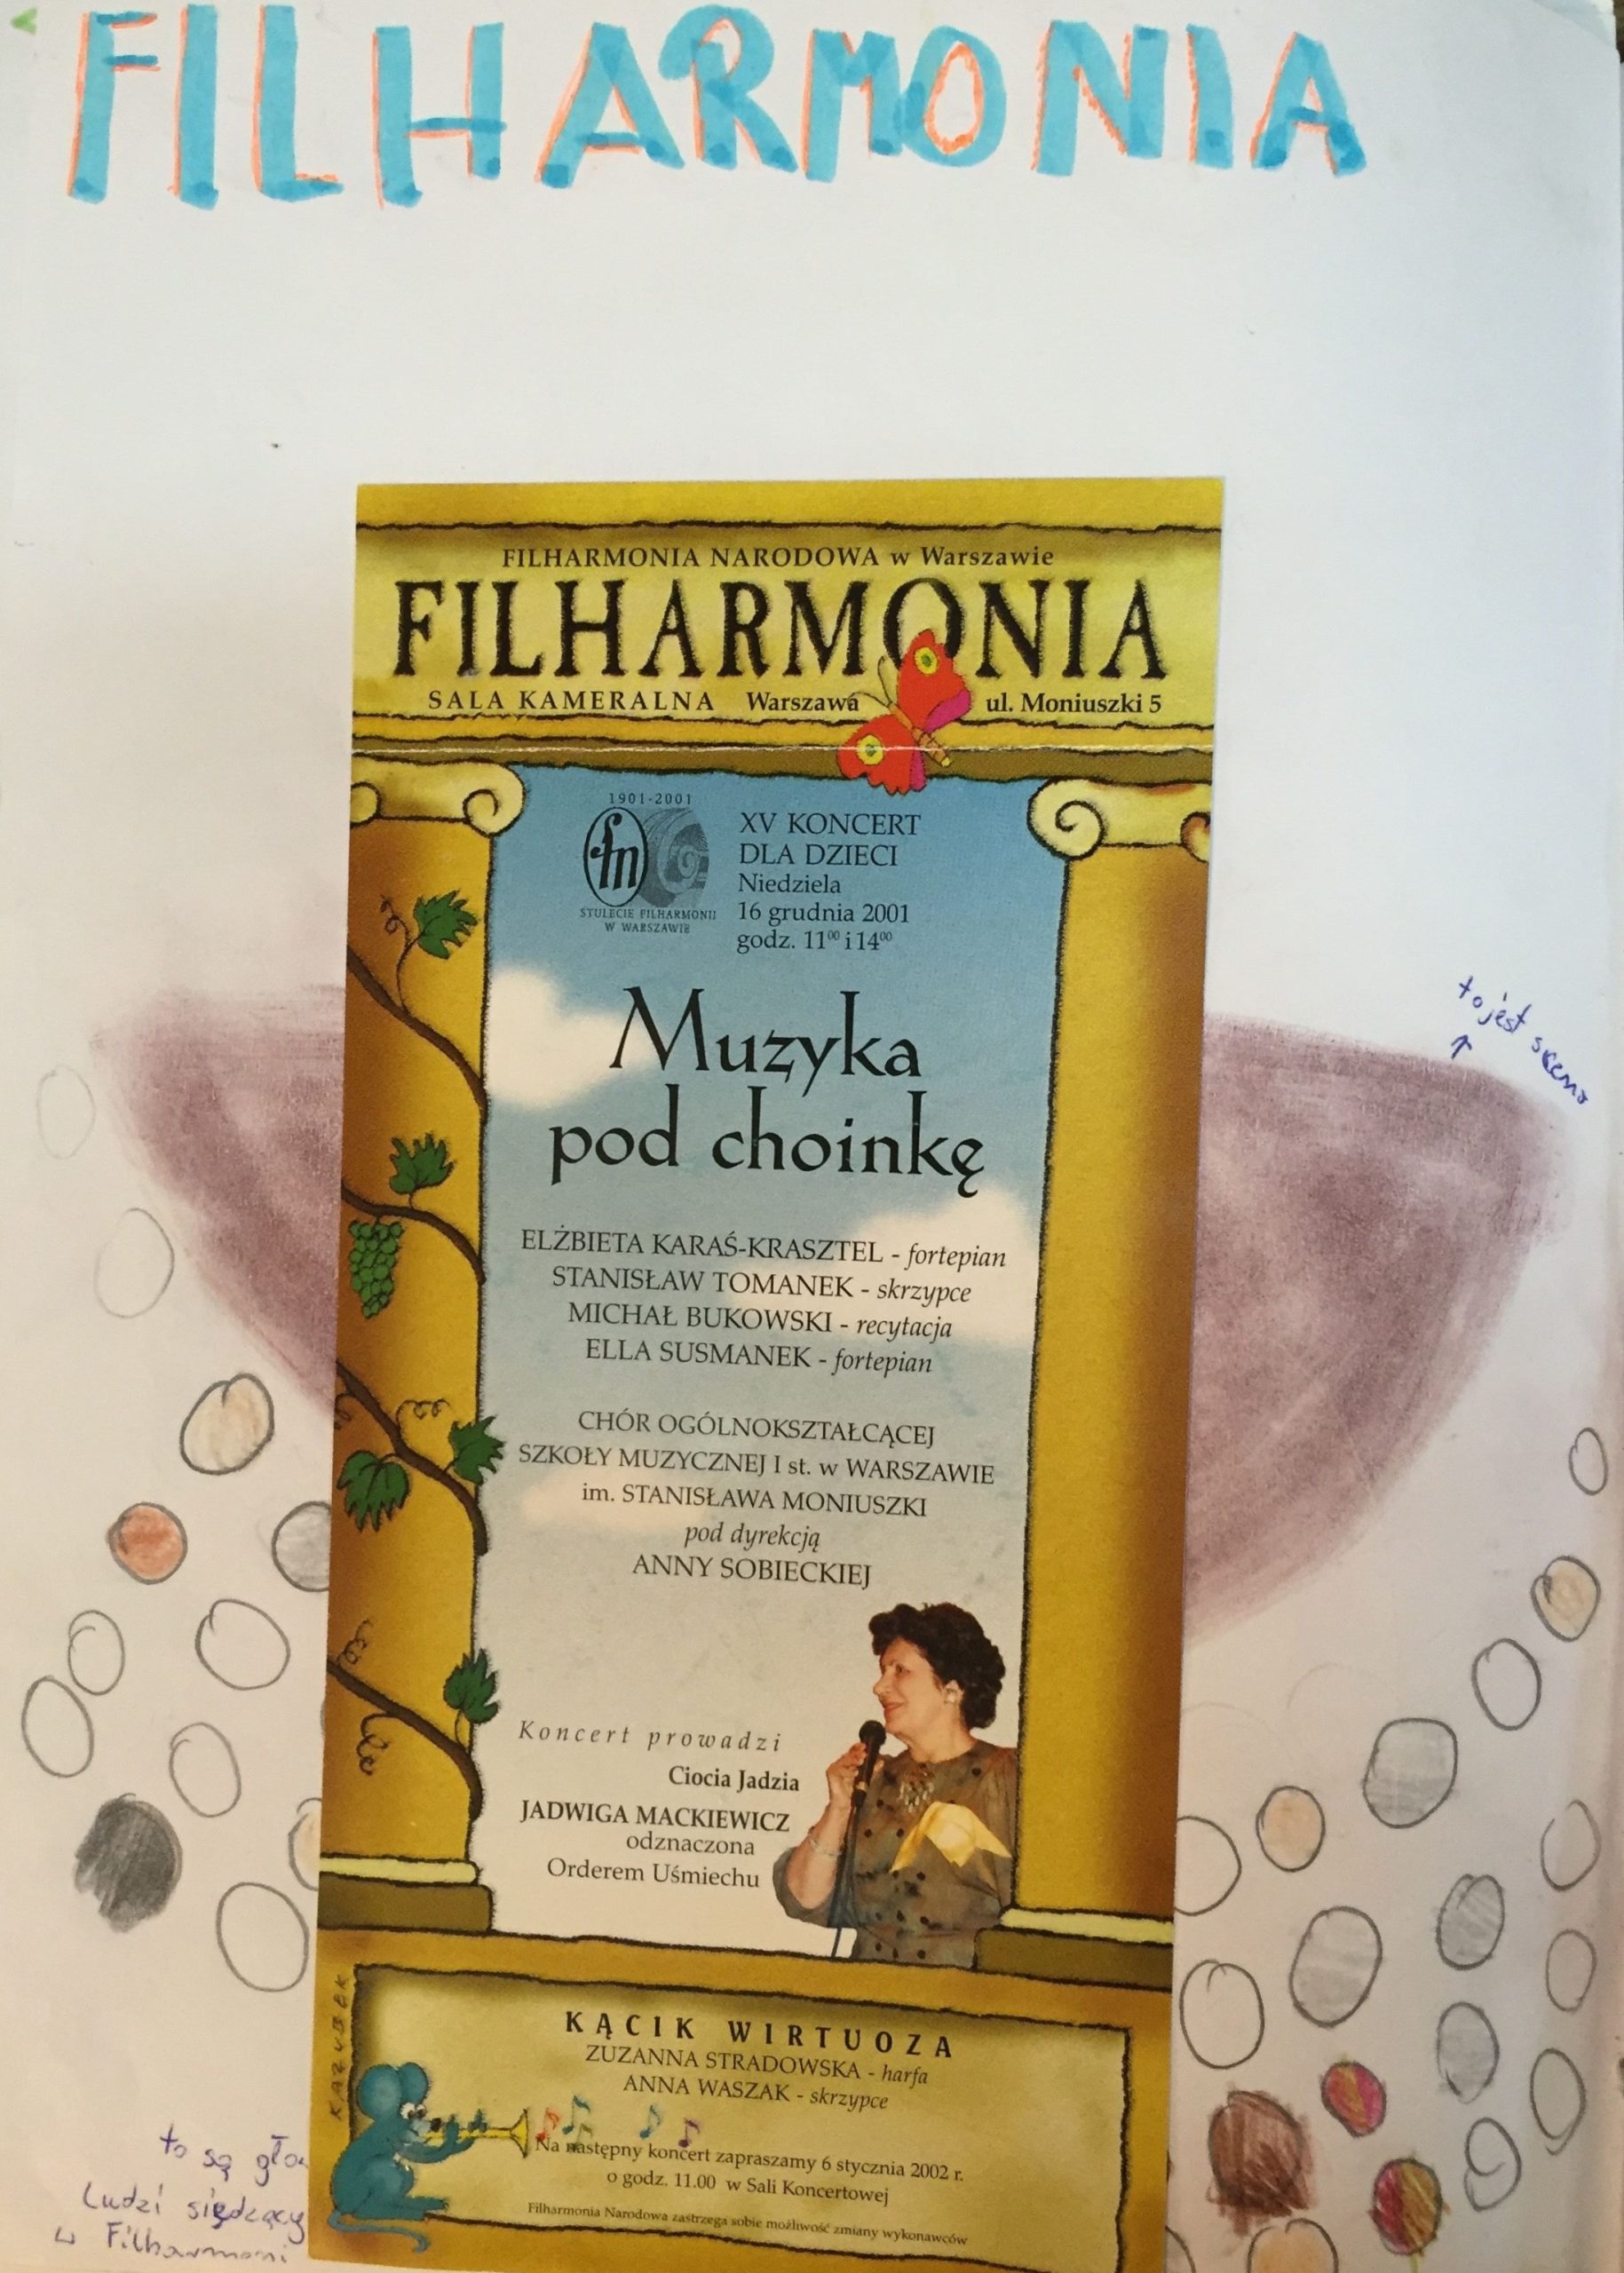 FILHARMONIA
FILHARMONIA NARODOWA w Warszawie
FILHARMONIA
SALA KAMERALNA Warszawa ul. Moniuszki 5
1901-2001
fn
STULECIE FILHARMONII
W WARSZAWIE
XV KONCERT
DLA DZIECI
Niedziela
16 grudnia 2001
godz. 11⁰⁰ i 14⁰⁰
Muzyka
pod choinkę
to jest scena
ELŻBIETA KARAŚ-KRASZTEL - fortepian
STANISŁAW TOMANEK - skrzypce
MICHAŁ BUKOWSKI - recytacja
ELLA SUSMANEK - fortepian
CHÓR OGÓLNOKSZTAŁCĄCEJ
SZKOŁY MUZYCZNEJ I st. w WARSZAWIE
im. STANISŁAWA MONIUSZKI
pod dyrekcją
ANNY SOBIECKIEJ
Koncert prowadzi
Ciocia Jadzia
JADWIGA MACKIEWICZ
odznaczona
Orderem Uśmiechu
KAZUBEK
KĄCIK WIRTUOZA
ZUZANNA STRADOWSKA - harfa
ANNA WASZAK - skrzypce
Na następny koncert zapraszamy 6 stycznia 2002 r.
o godz. 11.00 w Sali Koncertowej
Filharmonia Narodowa zastrzega sobie możliwość zmiany wykonawców
to są gło
Ludzi siędzący
w Filharmoni